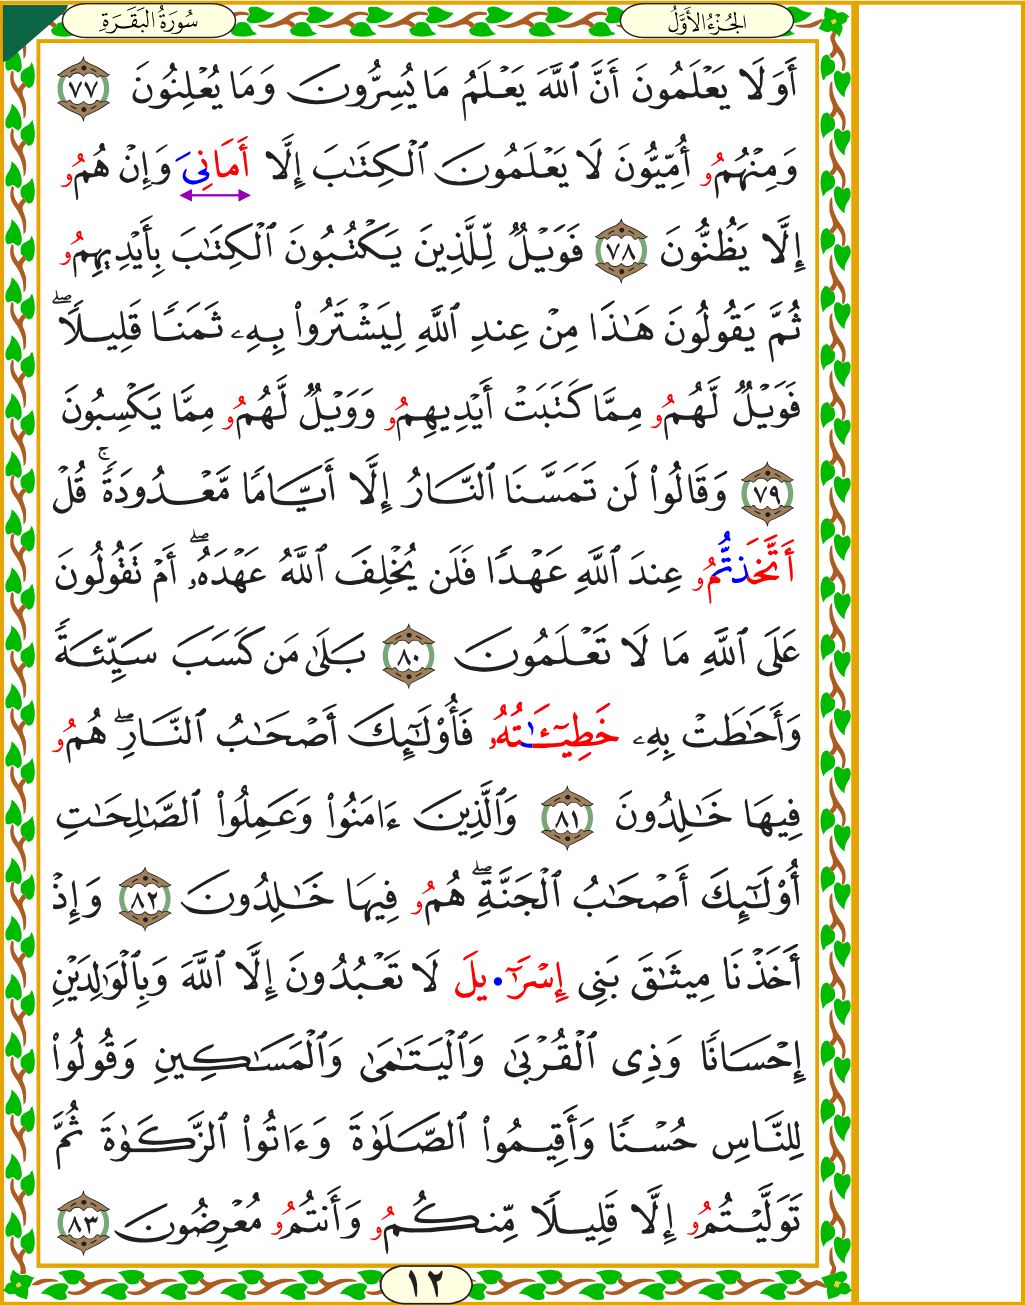 الجُزْءُ الأَوَّلُ
سُورَةُ البَقَرَةِ
أَوَلَا يَعْلَمُونَ أَنَّ ٱللَّهَ يَعْلَمُ مَا يُسِرُّونَ وَمَا يُعْلِنُونَ ٧٧
وَمِنْهُمُو أُمِّيُّونَ لَا يَعْلَمُونَ ٱلْكِتَٰبَ إِلَّا أَمَانِىَ وَإِنْ هُمُو
إِلَّا يَظُنُّونَ ٧٨ فَوَيْلٌ لِّلَّذِينَ يَكْتُبُونَ ٱلْكِتَٰبَ بِأَيْدِيهِمُو
ثُمَّ يَقُولُونَ هَٰذَا مِنْ عِندِ ٱللَّهِ لِيَشْتَرُوا۟ بِهِۦ ثَمَنًا قَلِيلًاۖ
فَوَيْلٌ لَّهُمُو مِمَّا كَتَبَتْ أَيْدِيهِمُو وَوَيْلٌ لَّهُمُو مِمَّا يَكْسِبُونَ
٧٩ وَقَالُوا۟ لَن تَمَسَّنَا ٱلنَّارُ إِلَّا أَيَّامًا مَّعْدُودَةًۚ قُلْ
أَتَّخَذتُّمُو عِندَ ٱللَّهِ عَهْدًا فَلَن يُخْلِفَ ٱللَّهُ عَهْدَهُۥۖ أَمْ تَقُولُونَ
عَلَى ٱللَّهِ مَا لَا تَعْلَمُونَ ٨٠ بَلَىٰ مَن كَسَبَ سَيِّئَةً
وَأَحَٰطَتْ بِهِۦ خَطِيٓـَٰٔتُهُۥ فَأُو۟لَٰٓئِكَ أَصْحَٰبُ ٱلنَّارِۖ هُمُو
فِيهَا خَٰلِدُونَ ٨١ وَٱلَّذِينَ ءَامَنُوا۟ وَعَمِلُوا۟ ٱلصَّٰلِحَٰتِ
أُو۟لَٰٓئِكَ أَصْحَٰبُ ٱلْجَنَّةِۖ هُمُو فِيهَا خَٰلِدُونَ ٨٢ وَإِذْ
أَخَذْنَا مِيثَٰقَ بَنِى إِسْرَٰٓ•يلَ لَا تَعْبُدُونَ إِلَّا ٱللَّهَ وَبِٱلْوَٰلِدَيْنِ
إِحْسَانًا وَذِى ٱلْقُرْبَىٰ وَٱلْيَتَٰمَىٰ وَٱلْمَسَٰكِينِ وَقُولُوا۟
لِلنَّاسِ حُسْنًا وَأَقِيمُوا۟ ٱلصَّلَوٰةَ وَءَاتُوا۟ ٱلزَّكَوٰةَ ثُمَّ
تَوَلَّيْتُمُو إِلَّا قَلِيلًا مِّنكُمُو وَأَنتُمُو مُعْرِضُونَ ٨٣
١٢